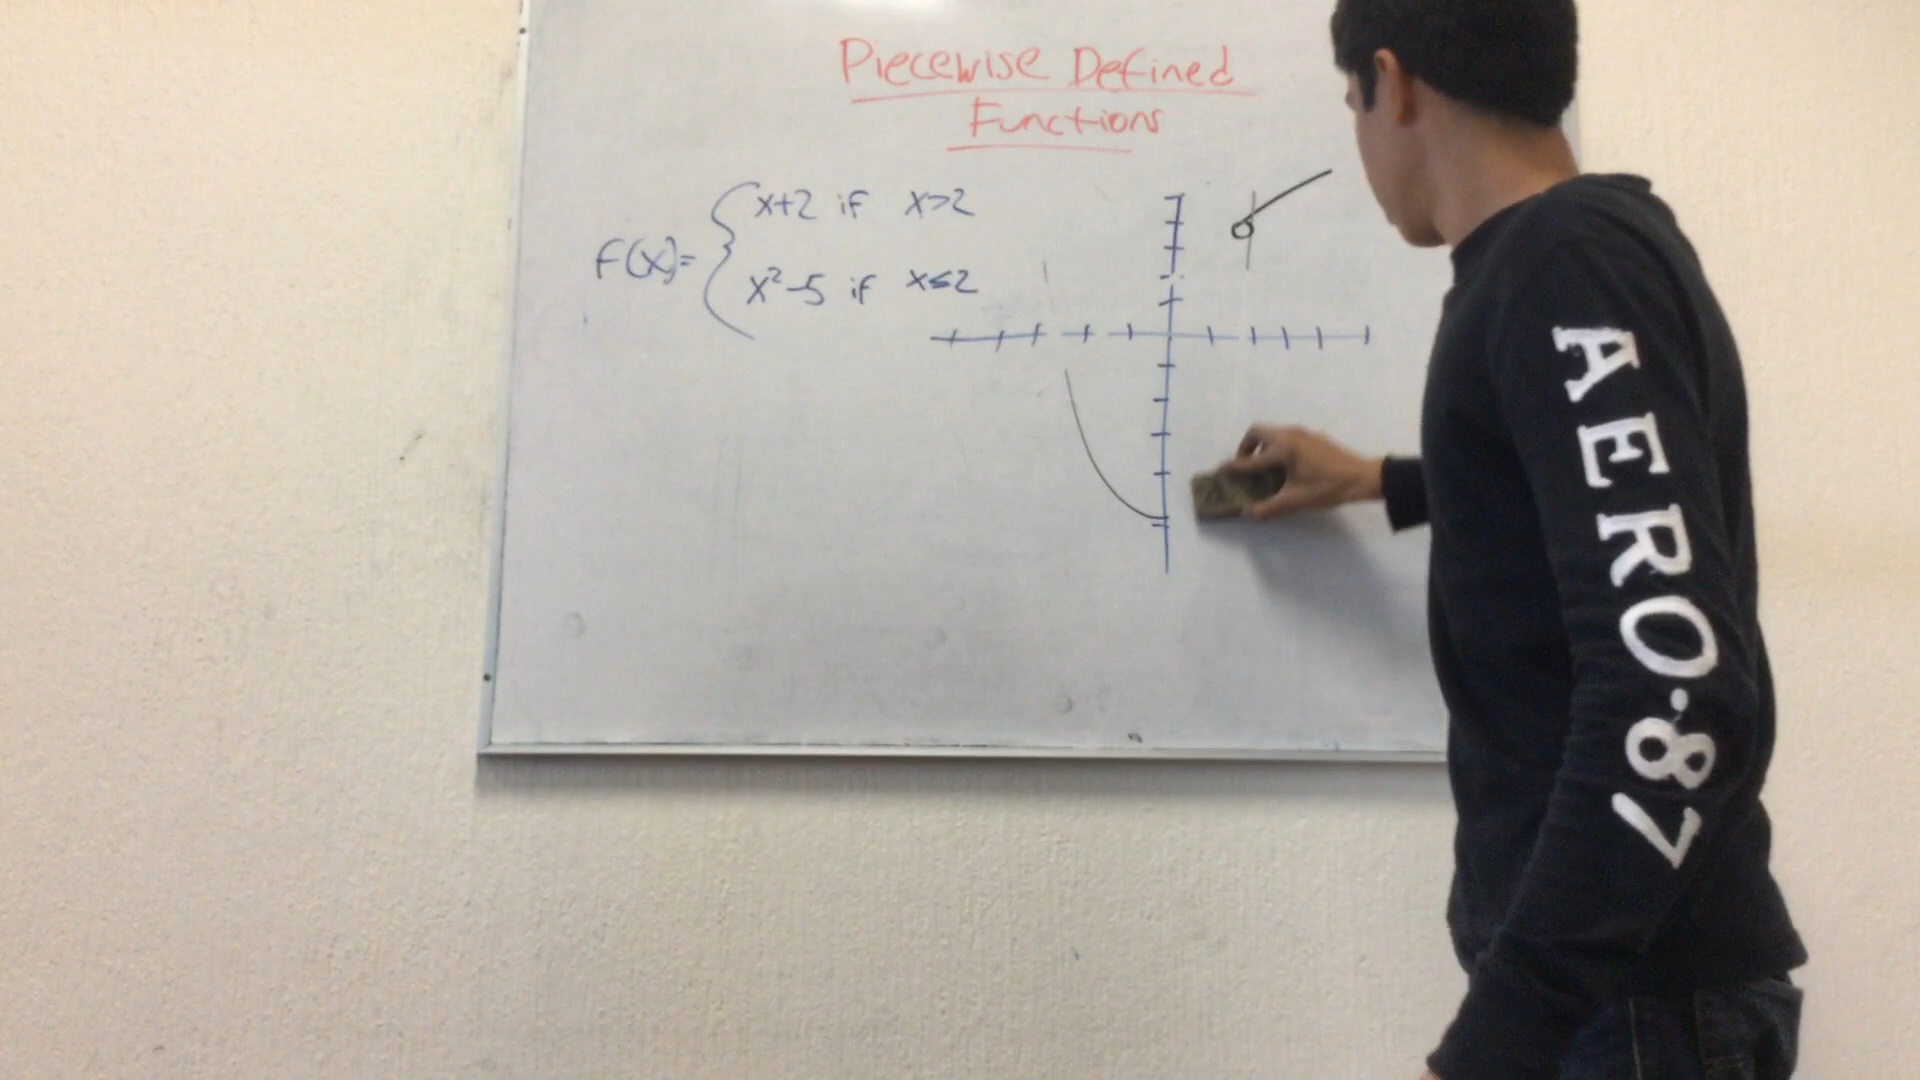 Piecewise Defined
Functions
F(x)= { x+2 if x>2
x²-5 if x≤2
AERO·87